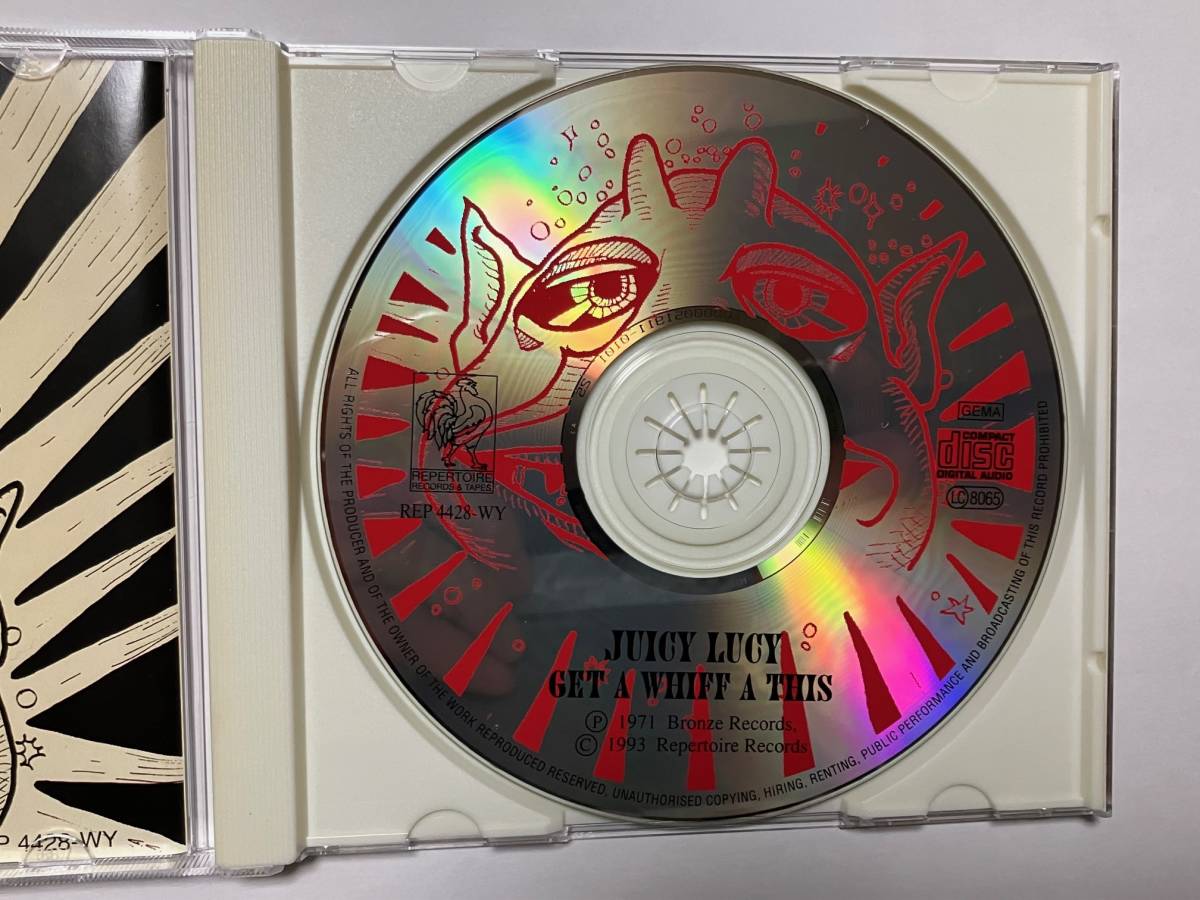 REPERTOIRE
RECORDS & TAPES
REP 4428-WY
GEMA
COMPACT
disc
DIGITAL AUDIO
LC 8065
JUICY LUCY
GET A WHIFF A THIS
Ⓟ 1971 Bronze Records,
© 1993 Repertoire Records
ALL RIGHTS OF THE PRODUCER AND OF THE OWNER OF THE WORK REPRODUCED RESERVED, UNAUTHORISED COPYING, HIRING, RENTING, PUBLIC PERFORMANCE AND BROADCASTING OF THIS RECORD PROHIBITED
P 4428-WY